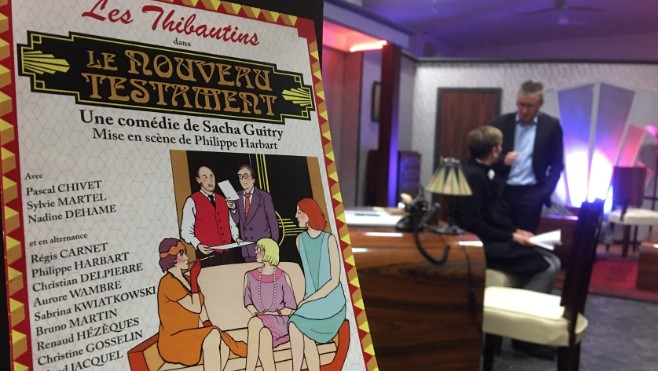 Les Thibautins
dans
LE NOUVEAU
TESTAMENT
Une comédie de Sacha Guitry
Mise en scène de Philippe Harbart
Avec
Pascal CHIVET
Sylvie MARTEL
Nadine DEHAME
et en alternance
Régis CARNET
Philippe HARBART
Christian DELPIERRE
Aurore WAMBRE
Sabrina KWIATKOWSKI
Bruno MARTIN
Renaud HÉZÈQUES
Christine GOSSELIN
JACQUEL